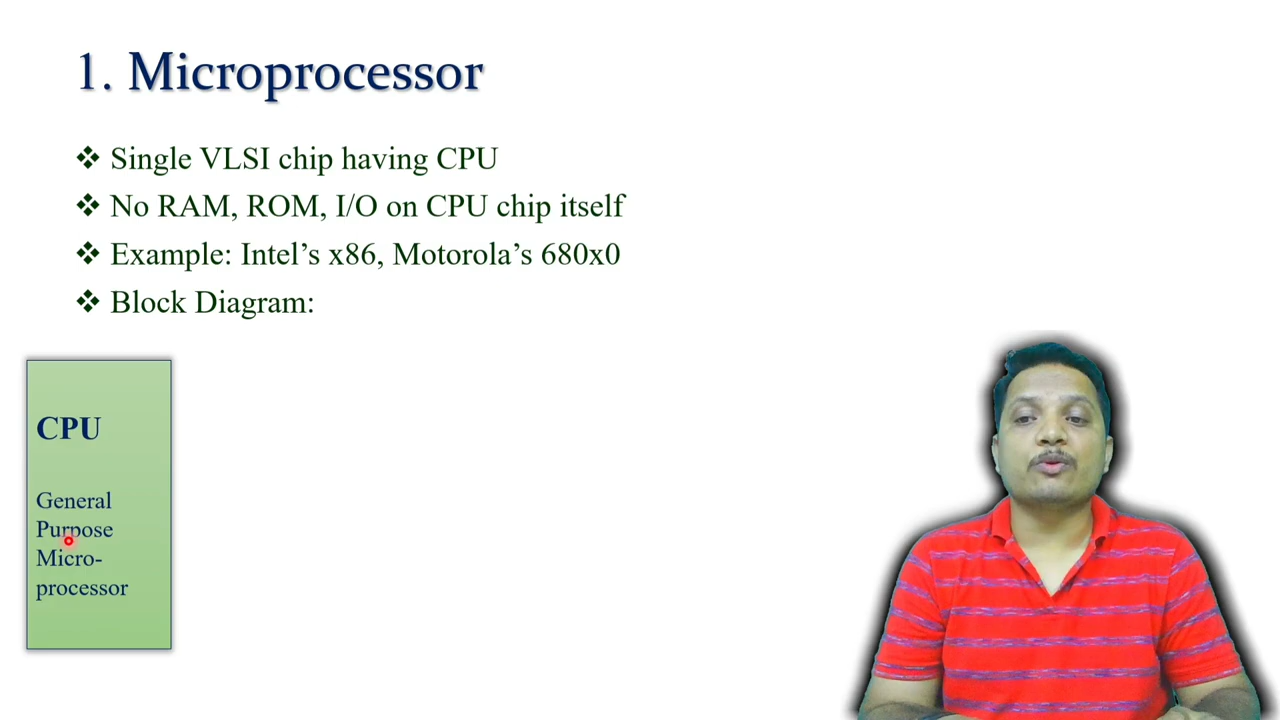 1. Microprocessor
❖ Single VLSI chip having CPU
❖ No RAM, ROM, I/O on CPU chip itself
❖ Example: Intel’s x86, Motorola’s 680x0
❖ Block Diagram:
CPU
General
Purpose
Micro-
processor